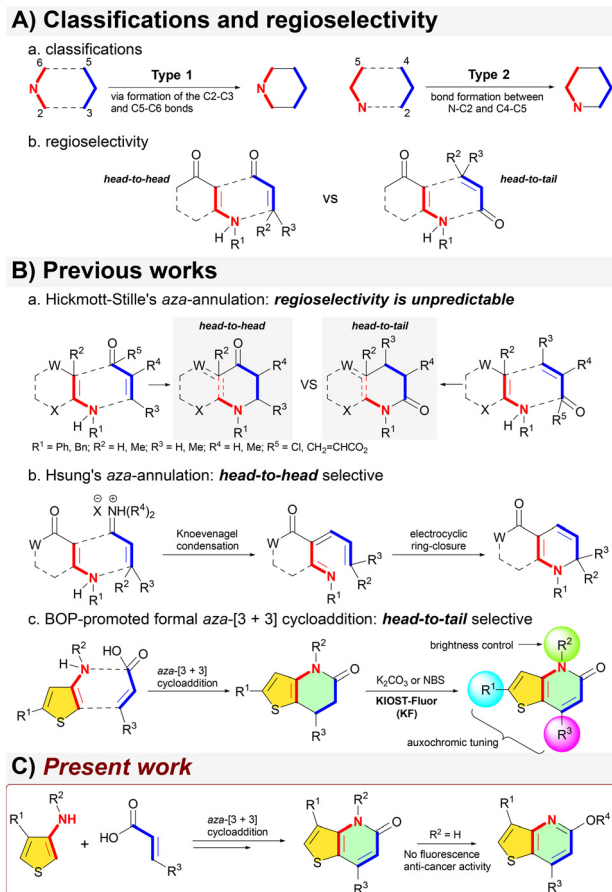 A) Classifications and regioselectivity
a. classifications
6
5
N
2
3
Type 1
via formation of the C2-C3
and C5-C6 bonds
N
5
4
N
2
Type 2
bond formation between
N-C2 and C4-C5
N
b. regioselectivity
head-to-head
O
O
N
H
R1
R2
R3
VS
R2
R3
head-to-tail
O
N
H
R1
O
B) Previous works
a. Hickmott-Stille's aza-annulation: regioselectivity is unpredictable
R2
O
R5
R4
W
X
N
H
R1
R3
head-to-head
R2
O
R4
W
X
N
R1
R3
VS
head-to-tail
R2
R3
R4
W
X
N
R1
O
R2
R3
R4
W
X
N
H
R1
R5
O
R1 = Ph, Bn; R2 = H, Me; R3 = H, Me; R4 = H, Me; R5 = Cl, CH2=CHCO2
b. Hsung's aza-annulation: head-to-head selective
X ⊖ ⊕
O
NH(R4)2
W
N
H
R1
R2
R3
Knoevenagel
condensation
O
W
N
R1
R3
R2
electrocyclic
ring-closure
O
W
N
R1
R2
R3
c. BOP-promoted formal aza-[3 + 3] cycloaddition: head-to-tail selective
R2
HO
O
H
N
R1
S
R3
aza-[3 + 3]
cycloaddition
R2
N
O
R1
S
R3
K2CO3 or NBS
KIOST-Fluor
(KF)
brightness control
R2
N
O
R1
S
R3
auxochromic tuning
C) Present work
R2
NH
R1
S
+
O
HO
R3
aza-[3 + 3]
cycloaddition
R1
R2
N
O
S
R3
R2 = H
No fluorescence
anti-cancer activity
R1
N
OR4
S
R3